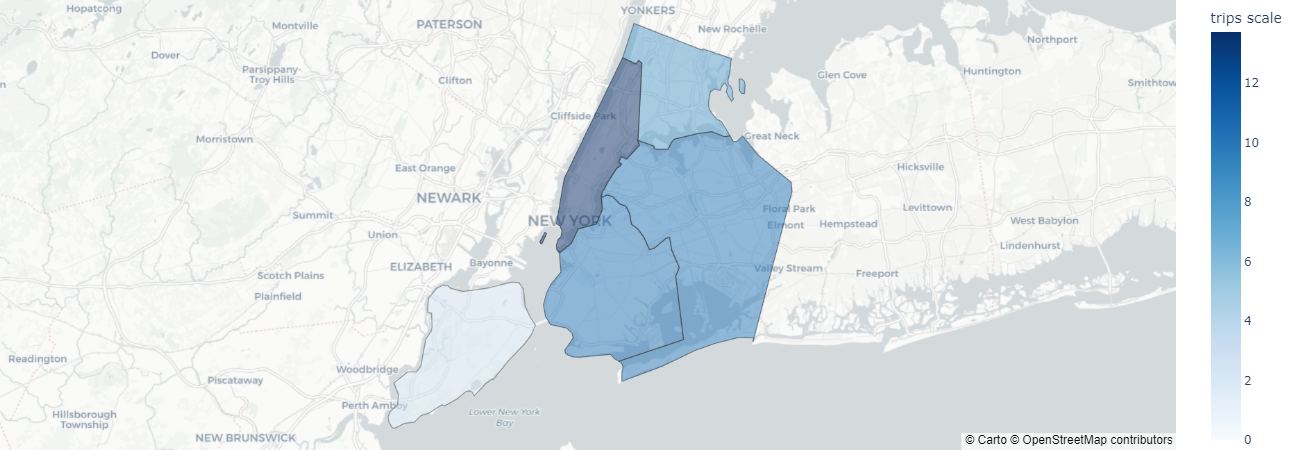 Hopatcong
Montville
PATERSON
YONKERS
New Rochelle
Northport
Dover
Parsippany-
Troy Hills
Clifton
Glen Cove
Huntington
Smithtow
n
Cliffside Park
Great Neck
Morristown
East Orange
Hicksville
NEWARK
Summit
NEW YORK
Floral Park
Elmont
Hempstead
Levittown
West Babylon
Union
Lindenhurst
ELIZABETH
Bayonne
Valley Stream
Freeport
Scotch Plains
Plainfield
Readington
Woodbridge
Piscataway
Perth Amboy
Hillsborough
Township
Lower New York
Bay
NEW BRUNSWICK
© Carto © OpenStreetMap contributors
trips scale
12
10
8
6
4
2
0